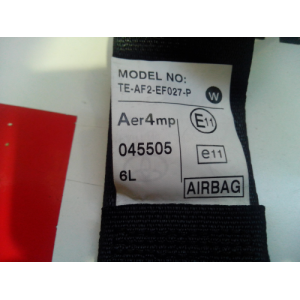 MODEL NO:
TE-AF2-EF027-P
W
Aer4mp
E11
045505
e11
6L
AIRBAG